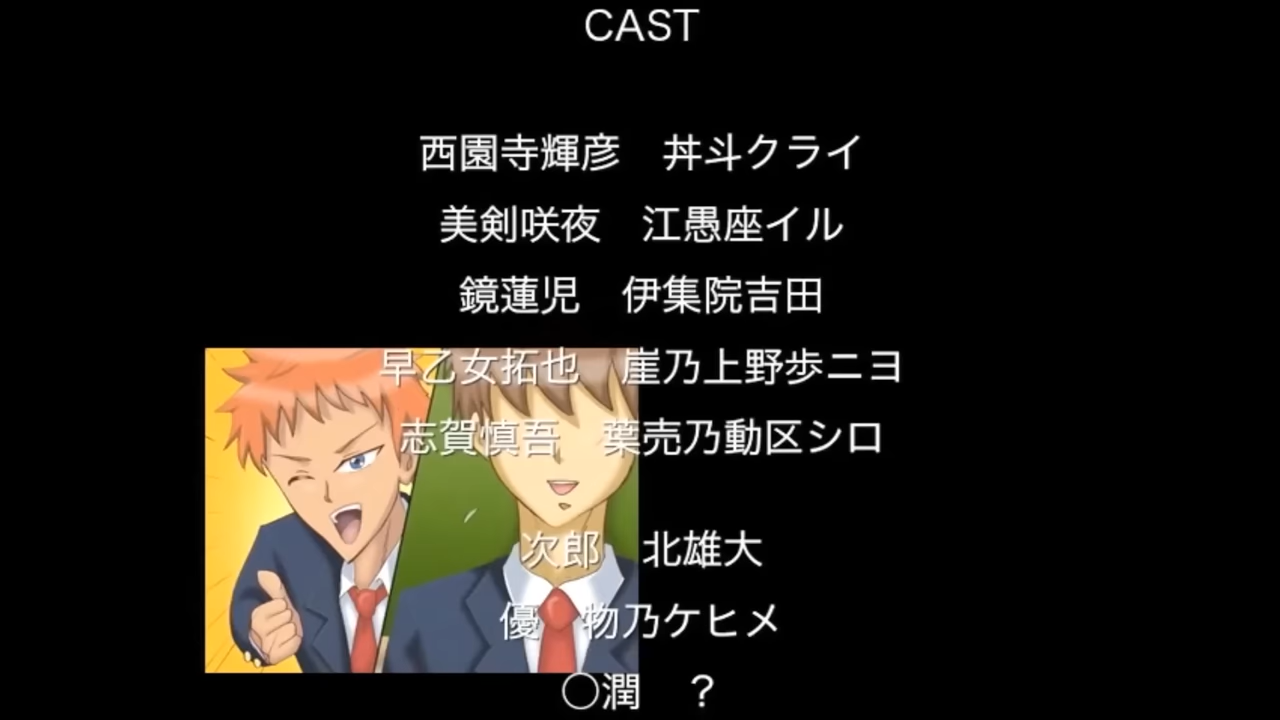 CAST
西園寺輝彦　丼斗クライ
美剣咲夜　江愚座イル
鏡蓮児　伊集院吉田
早乙女拓也　崖乃上野歩ニヨ
志賀慎吾　葉売乃動区シロ
次郎　北雄大
優　物乃ケヒメ
〇潤　？